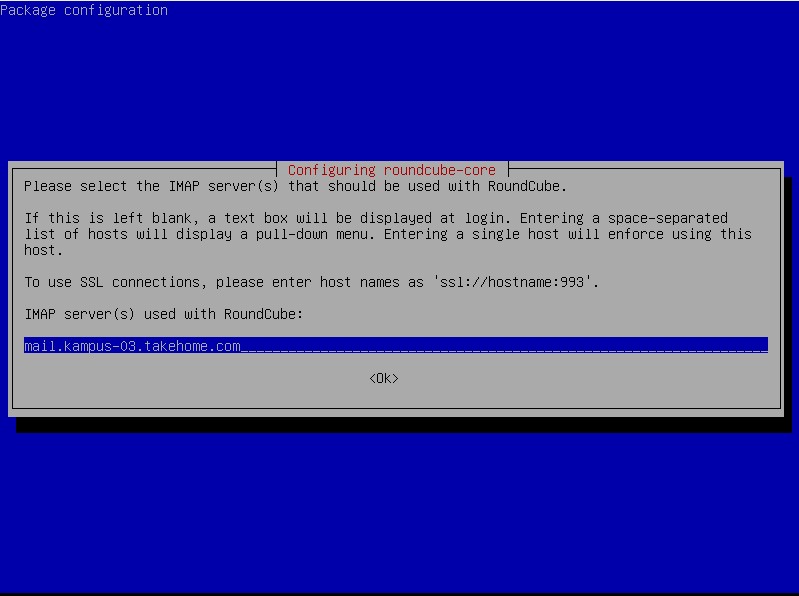 Package configuration
Configuring roundcube-core
Please select the IMAP server(s) that should be used with RoundCube.
If this is left blank, a text box will be displayed at login. Entering a space-separated
list of hosts will display a pull-down menu. Entering a single host will enforce using this
host.
To use SSL connections, please enter host names as 'ssl://hostname:993'.
IMAP server(s) used with RoundCube:
mail.kampus-03.takehome.com
<Ok>